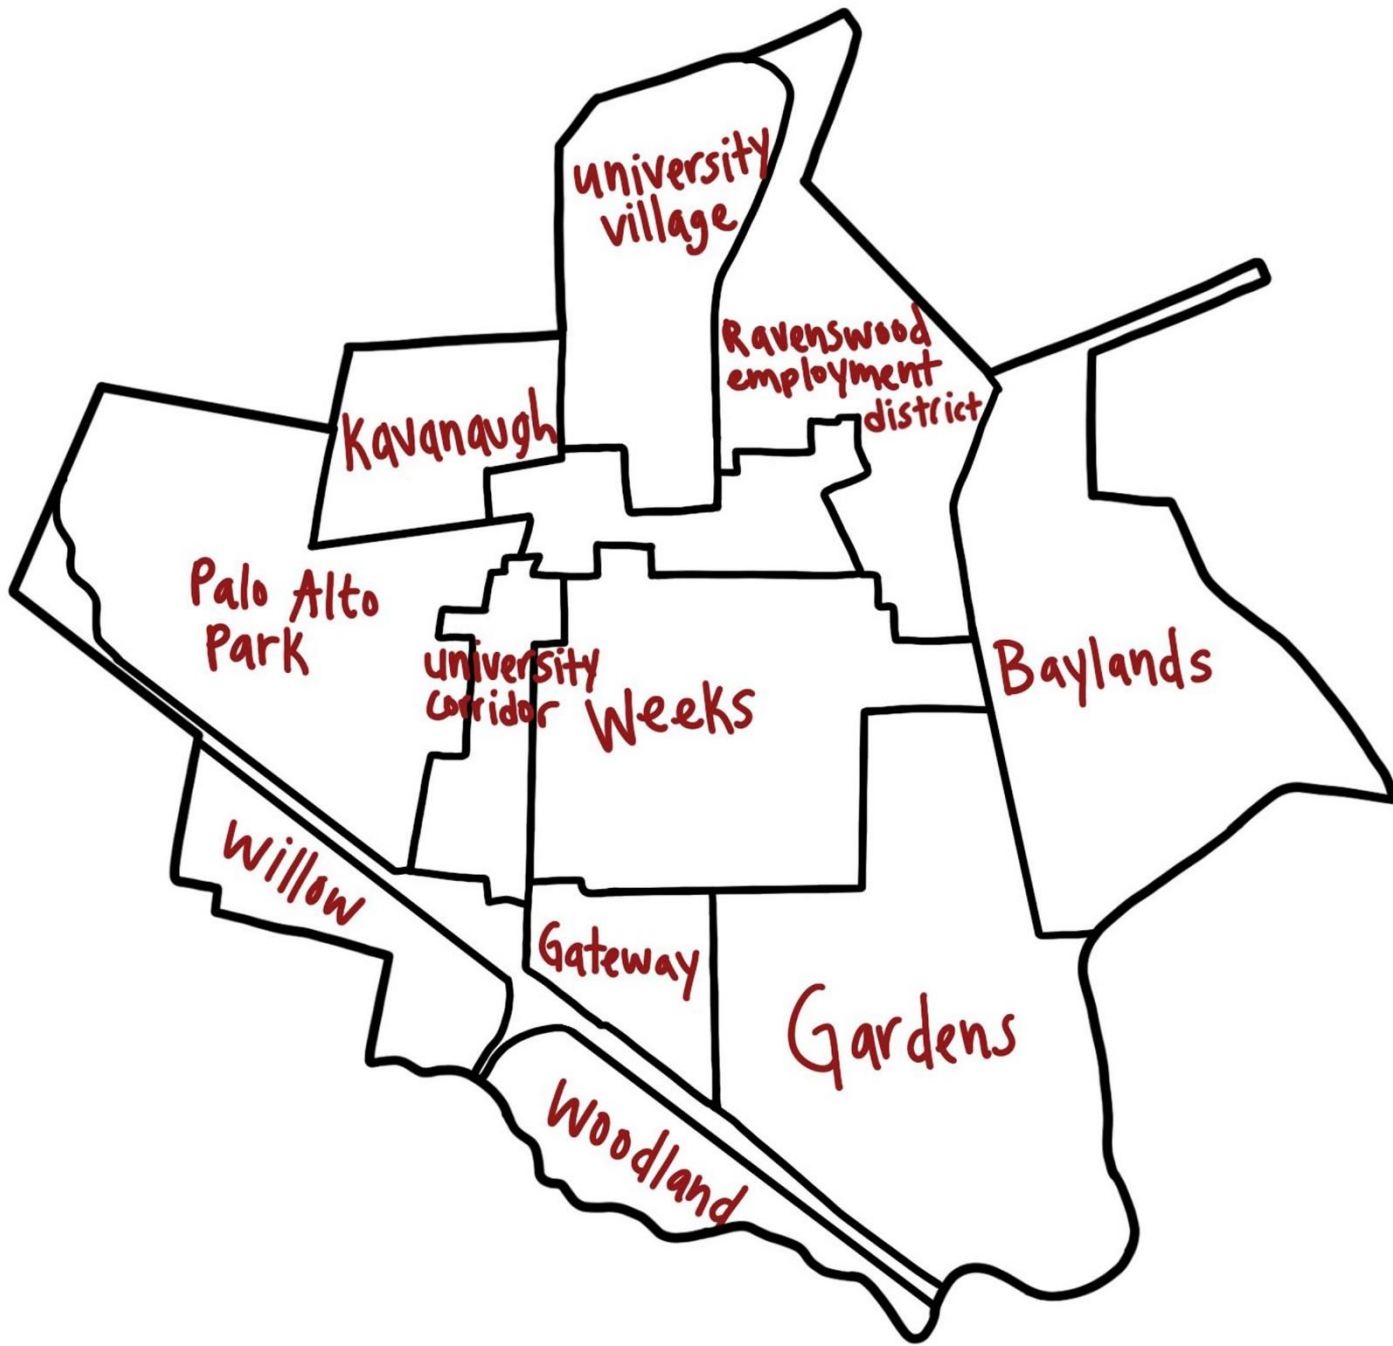 university
village
Ravenswood
employment
district
Kavanaugh
Palo Alto
Park
university
corridor
Weeks
Baylands
Willow
Gateway
Gardens
Woodland